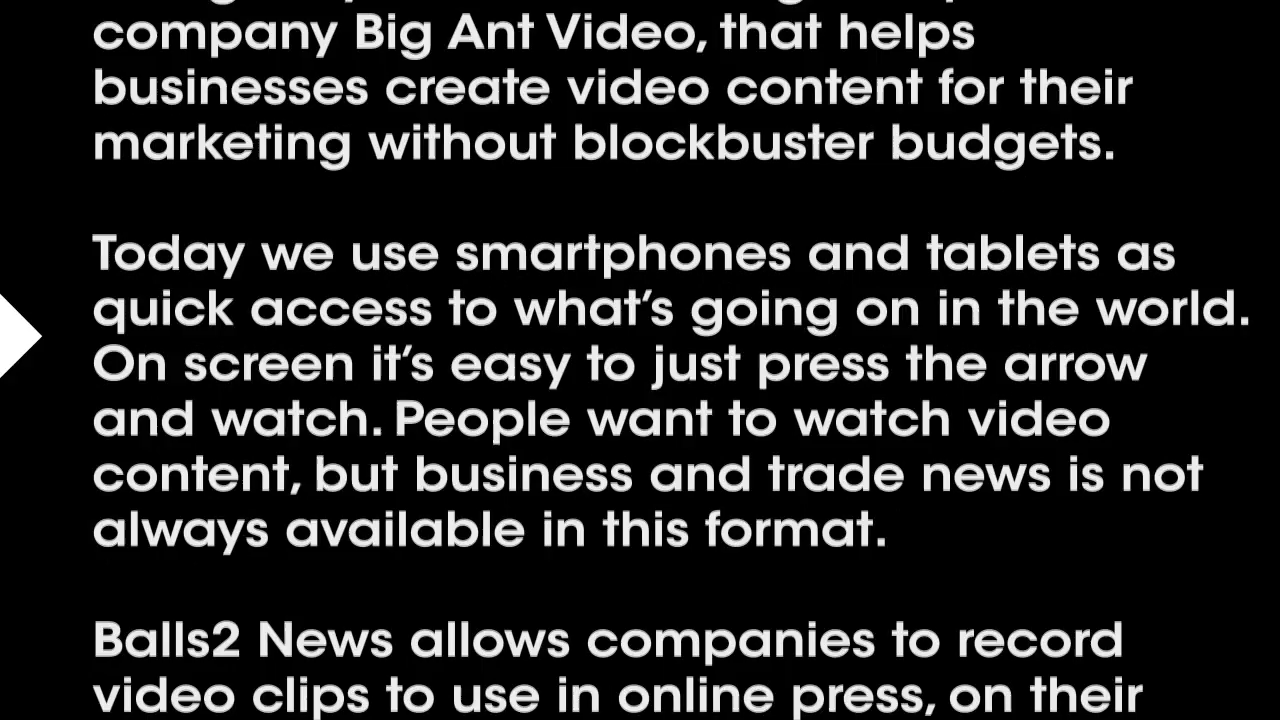 company Big Ant Video, that helps
businesses create video content for their
marketing without blockbuster budgets.
Today we use smartphones and tablets as
quick access to what's going on in the world.
On screen it's easy to just press the arrow
and watch. People want to watch video
content, but business and trade news is not
always available in this format.
Balls2 News allows companies to record
video clips to use in online press, on their